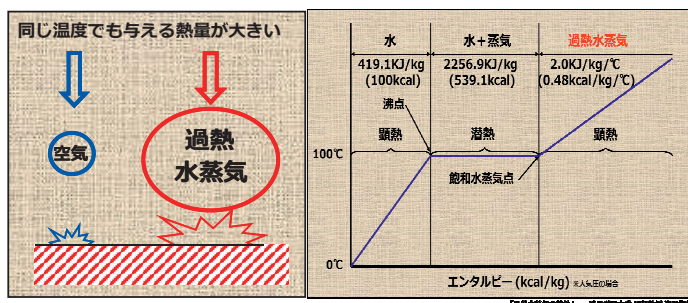 同じ温度でも与える熱量が大きい
空気
過熱
水蒸気
水
水＋蒸気
過熱水蒸気
419.1KJ/kg
(100kcal)
2256.9KJ/kg
(539.1kcal)
2.0KJ/kg/℃
(0.48kcal/kg/℃)
沸点
顕熱
潜熱
顕熱
100℃
飽和水蒸気点
0℃
エンタルピー (kcal/kg) ※大気圧の場合